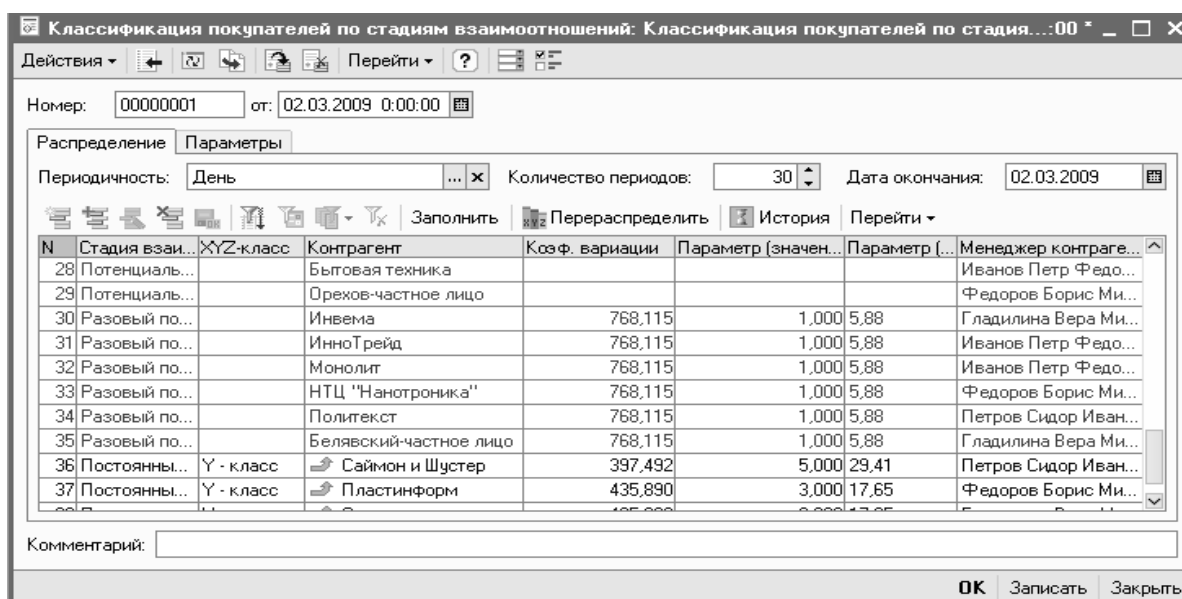 Классификация покупателей по стадиям взаимоотношений: Классификация покупателей по стадия...:00 *
Действия Перейти ?
Номер: 00000001 от: 02.03.2009 0:00:00
Распределение Параметры
Периодичность: День ... × Количество периодов: 30 Дата окончания: 02.03.2009
Заполнить Перераспределить История Перейти
N Стадия взаи... XYZ-класс Контрагент Коэф. вариации Параметр (значен... Параметр (... Менеджер контраге...
28 Потенциаль... Бытовая техника Иванов Петр Федо...
29 Потенциаль... Орехов-частное лицо Федоров Борис Ми...
30 Разовый по... Инвема 768,115 1,000 5,88 Гладилина Вера Ми...
31 Разовый по... ИнноТрейд 768,115 1,000 5,88 Иванов Петр Федо...
32 Разовый по... Монолит 768,115 1,000 5,88 Иванов Петр Федо...
33 Разовый по... НТЦ "Нанотроника" 768,115 1,000 5,88 Федоров Борис Ми...
34 Разовый по... Политекст 768,115 1,000 5,88 Петров Сидор Иван...
35 Разовый по... Белявский-частное лицо 768,115 1,000 5,88 Гладилина Вера Ми...
36 Постоянны... Y - класс Саймон и Шустер 397,492 5,000 29,41 Петров Сидор Иван...
37 Постоянны... Y - класс Пластинформ 435,890 3,000 17,65 Федоров Борис Ми...
Комментарий:
OK Записать Закрыть